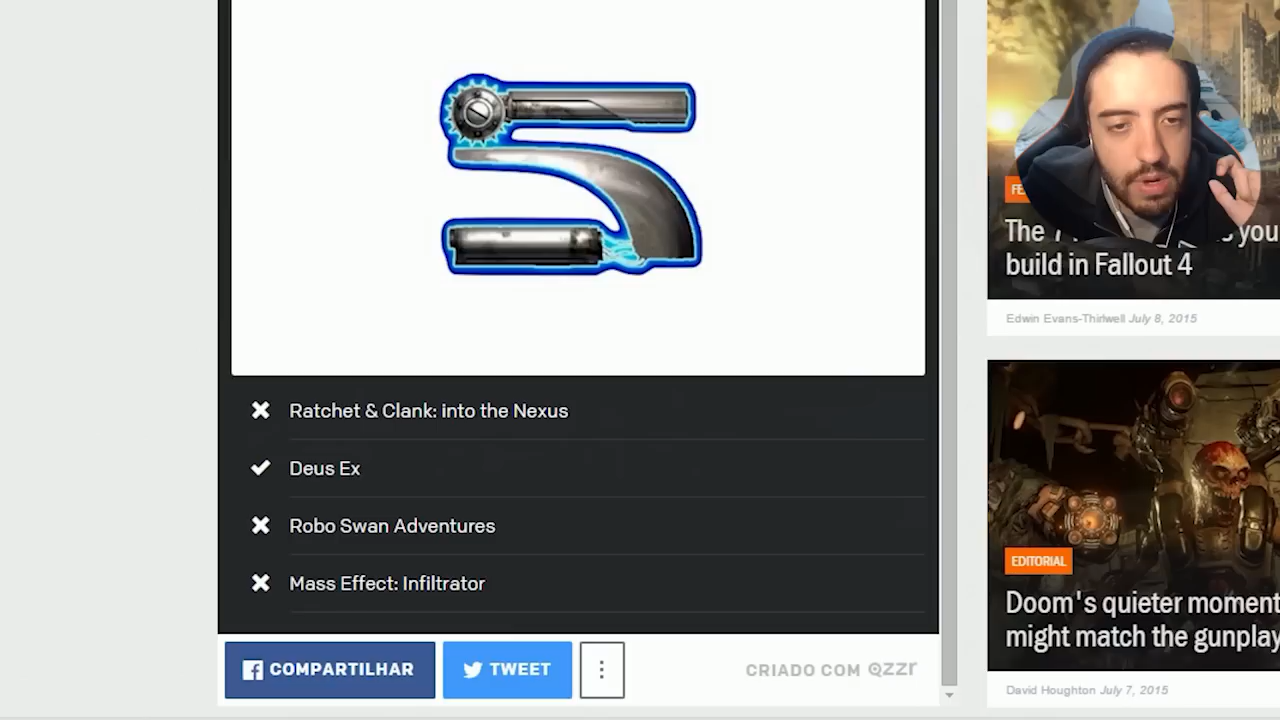 Ratchet & Clank: into the Nexus
Deus Ex
Robo Swan Adventures
Mass Effect: Infiltrator
COMPARTILHAR
TWEET
CRIADO COM qzzr
The 7
you
build in Fallout 4
Edwin Evans-Thirlwell July 8, 2015
EDITORIAL
Doom's quieter moment
might match the gunplay
David Houghton July 7, 2015